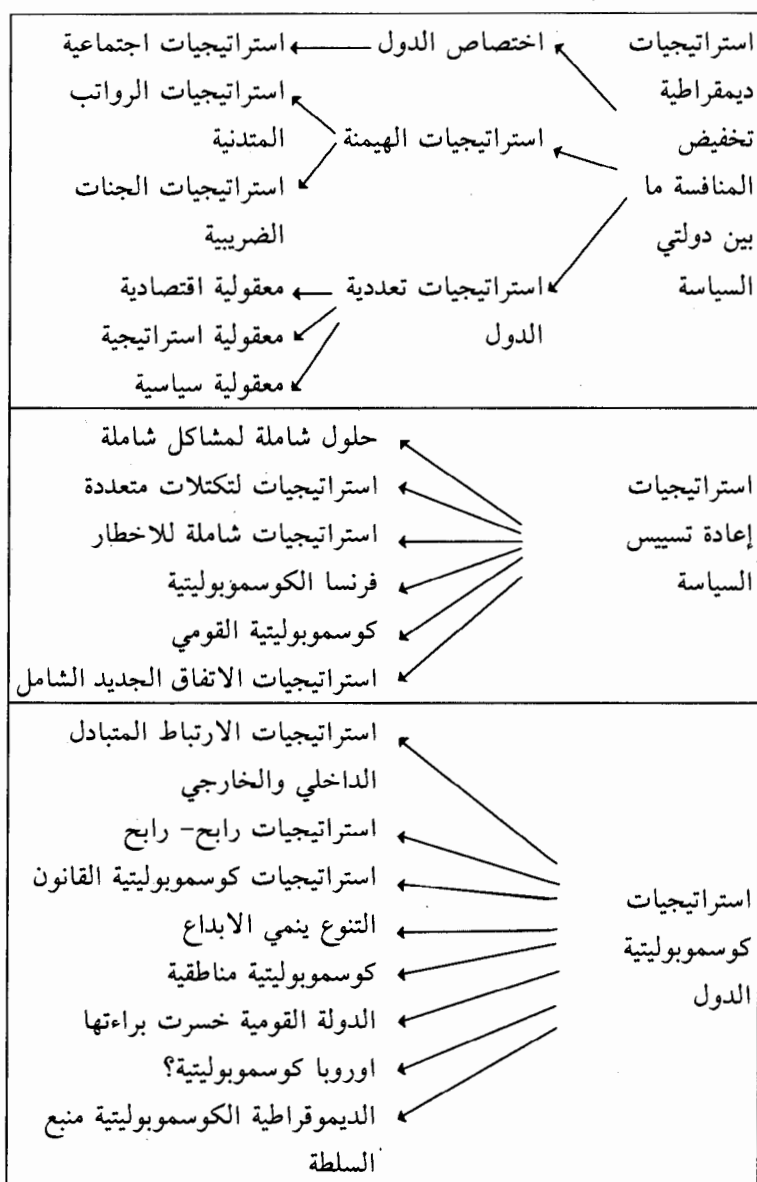 استراتيجيات
ديمقراطية
تخفيض
المنافسة ما
بين دولتي
السياسة
اختصاص الدول
استراتيجيات اجتماعية
استراتيجيات الهيمنة
استراتيجيات الرواتب
المتدنية
استراتيجيات الجنات
الضريبية
استراتيجيات تعددية
الدول
معقولية اقتصادية
معقولية استراتيجية
معقولية سياسية
استراتيجيات
إعادة تسييس
السياسة
حلول شاملة لمشاكل شاملة
استراتيجيات لتكتلات متعددة
استراتيجيات شاملة للاخطار
فرنسا الكوسموبوليتية
كوسموبوليتية القومي
استراتيجيات الاتفاق الجديد الشامل
استراتيجيات
كوسموبوليتية
الدول
استراتيجيات الارتباط المتبادل
الداخلي والخارجي
استراتيجيات رابح- رابح
استراتيجيات كوسموبوليتية القانون
التنوع ينمي الابداع
كوسموبوليتية مناطقية
الدولة القومية خسرت براءتها
اوروبا كوسموبوليتية؟
الديموقراطية الكوسموبوليتية منبع
السلطة